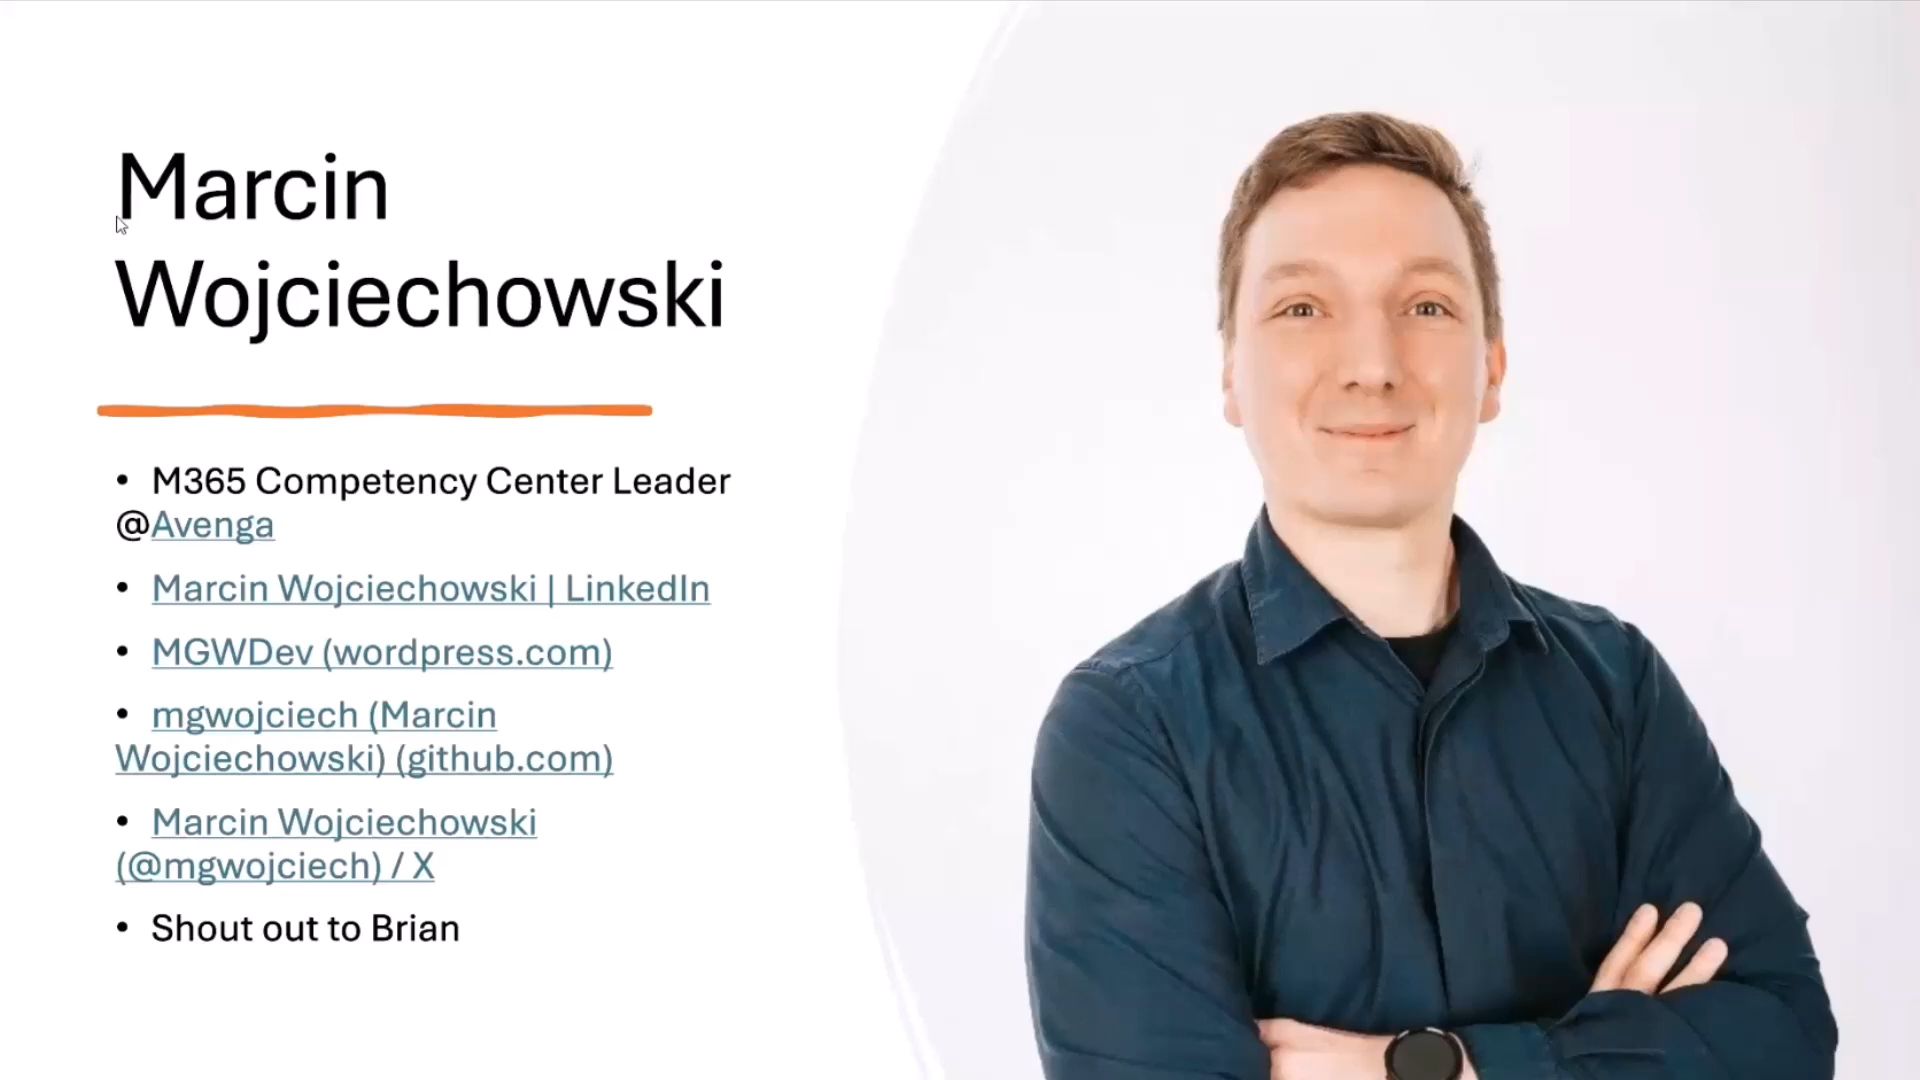 Marcin
Wojciechowski
• M365 Competency Center Leader
@Avenga
• Marcin Wojciechowski | LinkedIn
• MGWDev (wordpress.com)
• mgwojciech (Marcin
Wojciechowski) (github.com)
• Marcin Wojciechowski
(@mgwojciech) / X
• Shout out to Brian